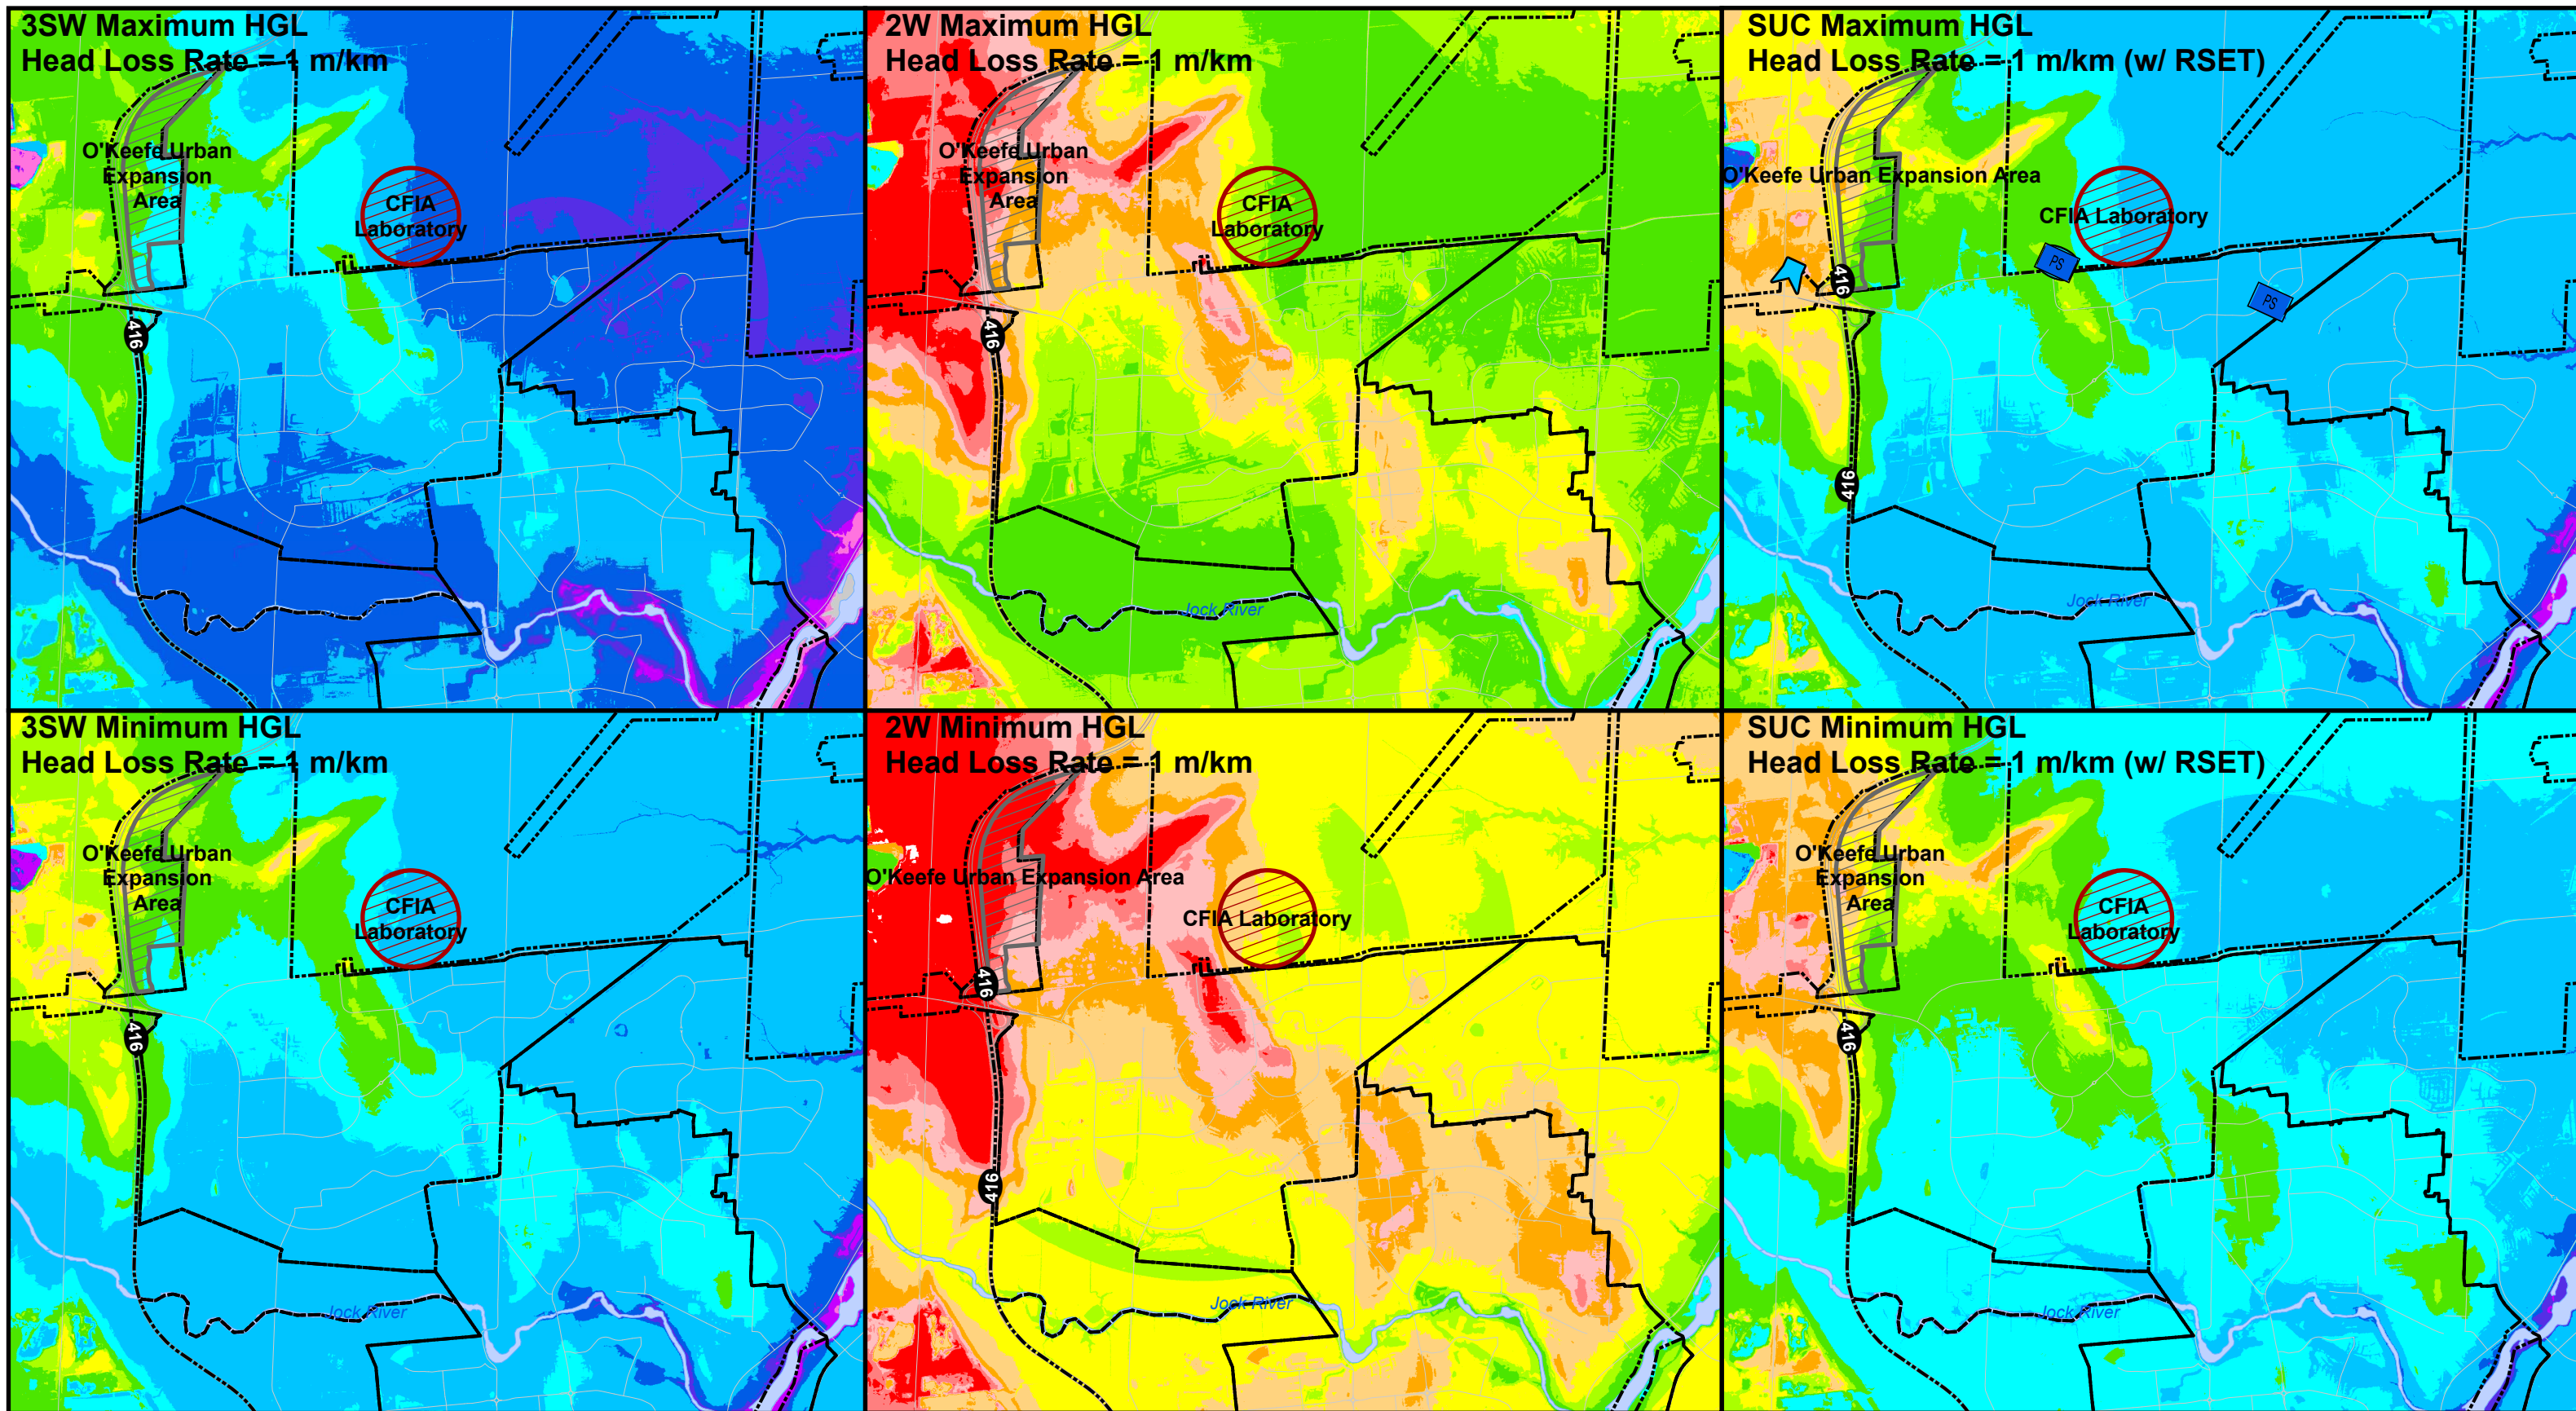 3SW Maximum HGL
Head Loss Rate = 1 m/km
O'Keefe Urban
Expansion
Area
CFIA
Laboratory
416
2W Maximum HGL
Head Loss Rate = 1 m/km
O'Keefe Urban
Expansion
Area
CFIA
Laboratory
416
Jock River
SUC Maximum HGL
Head Loss Rate = 1 m/km (w/ RSET)
O'Keefe Urban Expansion Area
CFIA Laboratory
PS
416
PS
416
Jock River
3SW Minimum HGL
Head Loss Rate = 1 m/km
O'Keefe Urban
Expansion
Area
CFIA
Laboratory
416
Jock River
2W Minimum HGL
Head Loss Rate = 1 m/km
O'Keefe Urban Expansion Area
CFIA Laboratory
416
416
Jock River
SUC Minimum HGL
Head Loss Rate = 1 m/km (w/ RSET)
O'Keefe Urban
Expansion
Area
CFIA
Laboratory
416
Jock River